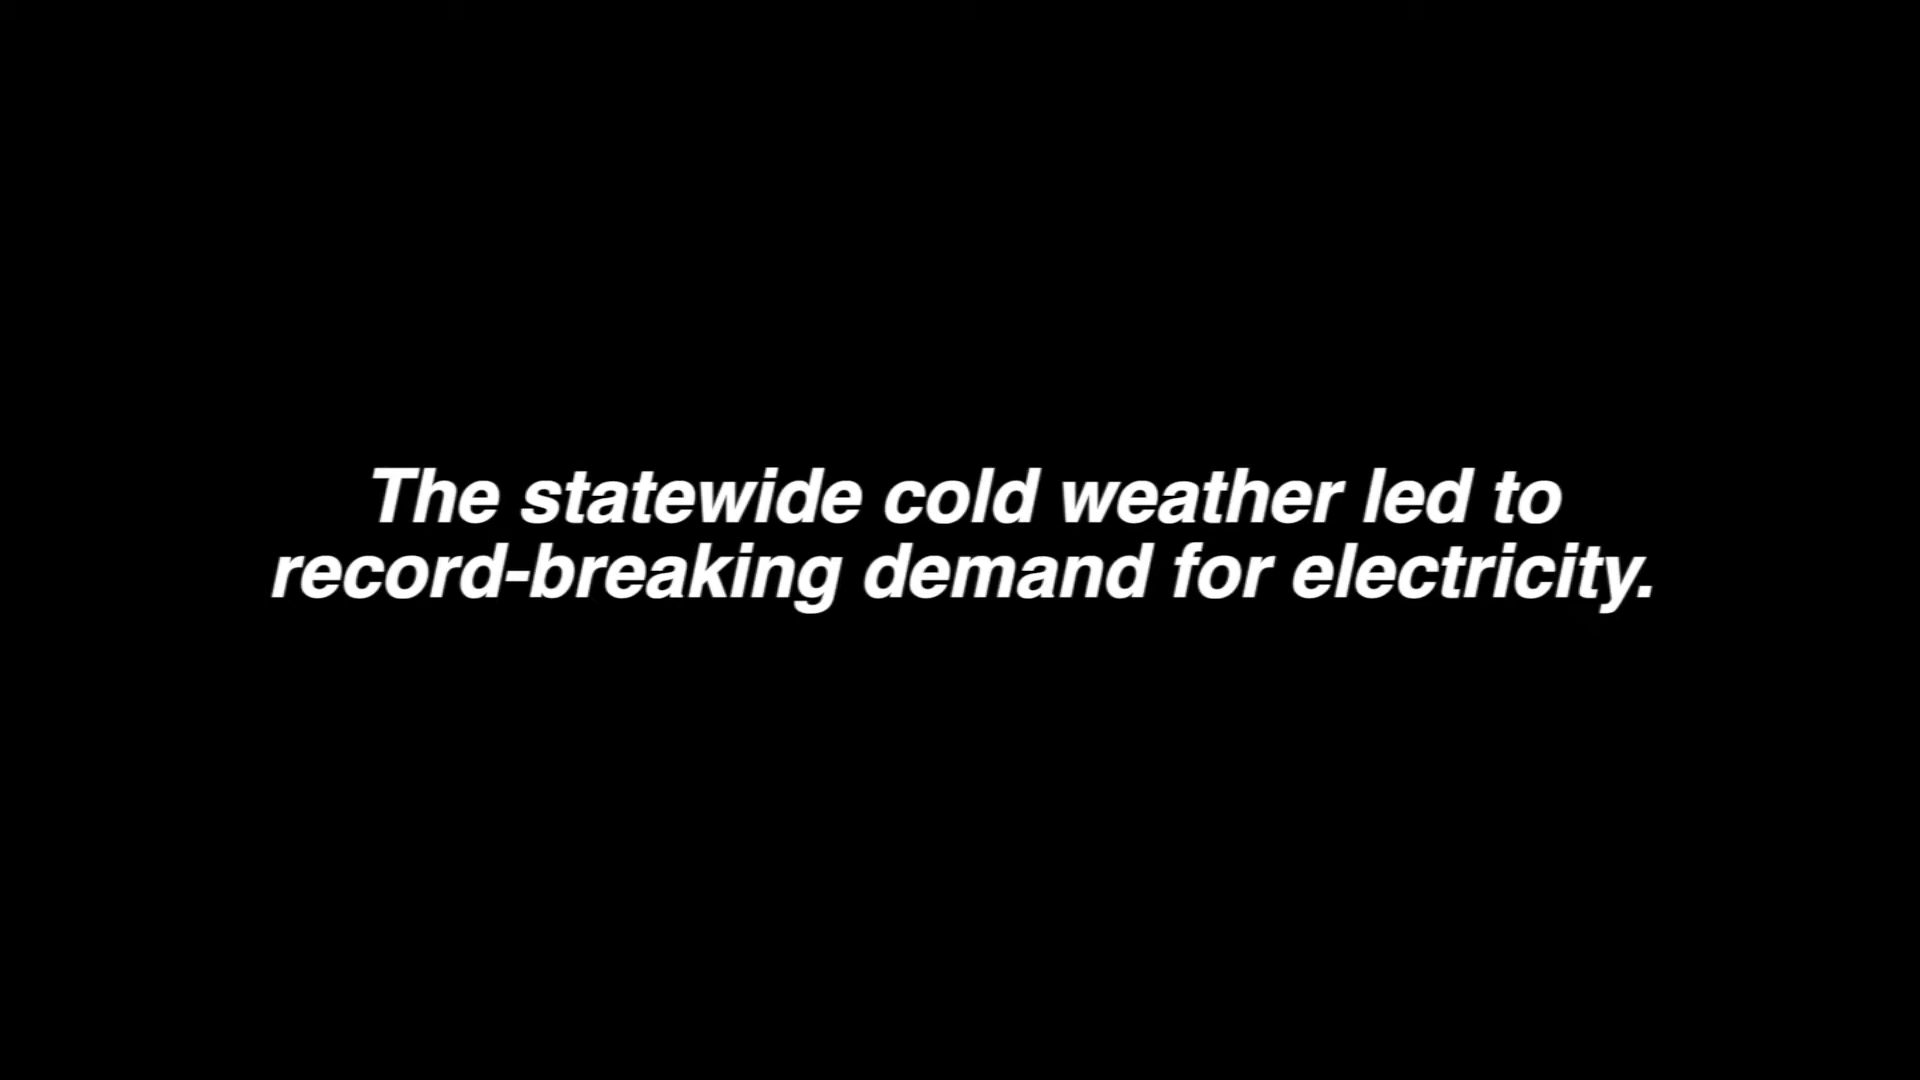 The statewide cold weather led to
record-breaking demand for electricity.